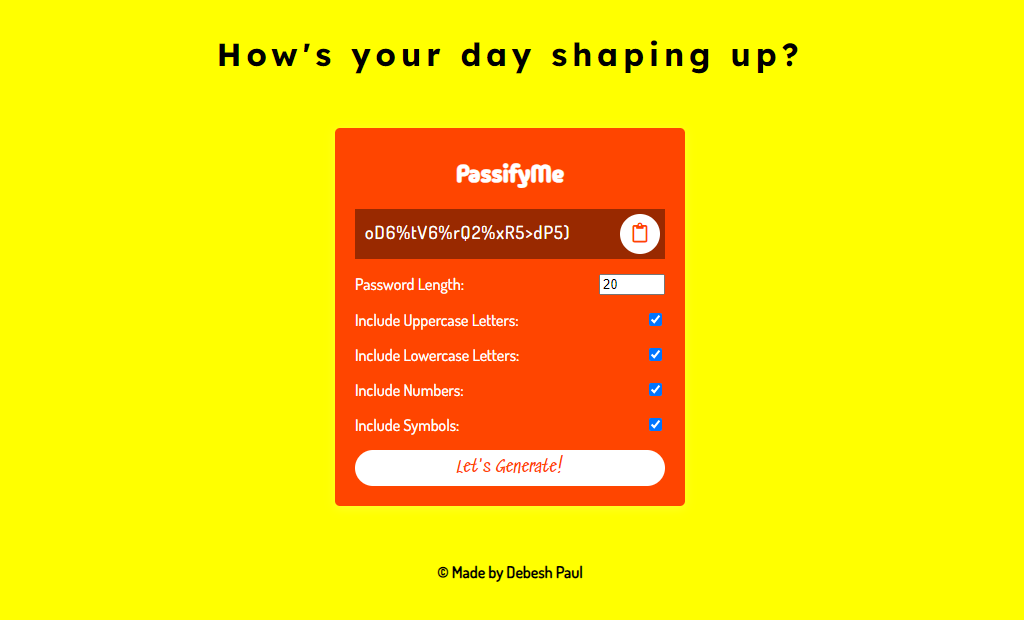 How's your day shaping up?
PassifyMe
oD6%tV6%rQ2%xR5>dP5)
Password Length: 20
Include Uppercase Letters:
Include Lowercase Letters:
Include Numbers:
Include Symbols:
Let's Generate!
© Made by Debesh Paul